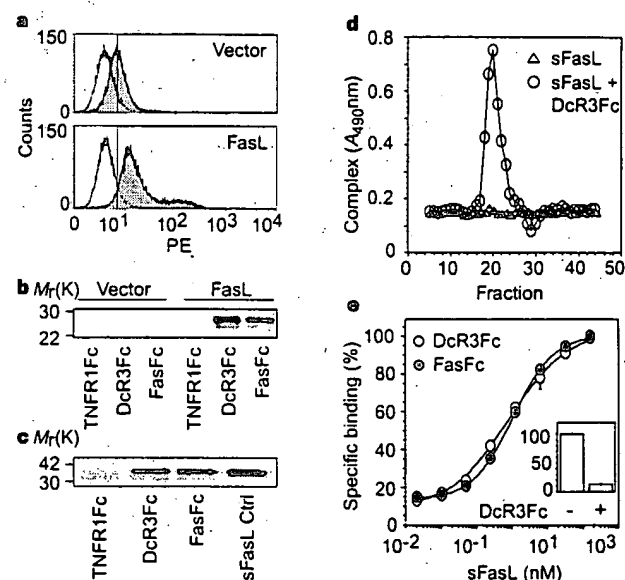 a
150
Vector
Counts
0
150
FasL
0
0 10¹ 10² 10³ 10⁴
PE
b Mr(K) Vector FasL
30
22
TNFR1Fc
DcR3Fc
FasFc
TNFR1Fc
DcR3Fc
FasFc
c Mr(K)
42
30
TNFR1Fc
DcR3Fc
FasFc
sFasL Ctrl
d
0.8
0.6
0.4
0.2
0
Complex (A490nm)
sFasL
sFasL +
DcR3Fc
0 10 20 30 40 50
Fraction
e
100
80
60
40
20
0
Specific binding (%)
DcR3Fc
FasFc
100
50
0
DcR3Fc - +
10⁻² 10⁻¹ 10⁰ 10¹ 10² 10³
sFasL (nM)